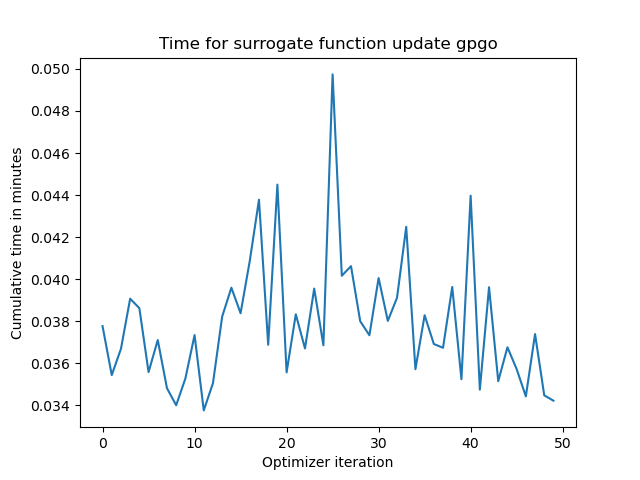 Time for surrogate function update gpgo
0.050
0.048
0.046
0.044
0.042
0.040
0.038
0.036
0.034
Cumulative time in minutes
0 10 20 30 40 50
Optimizer iteration